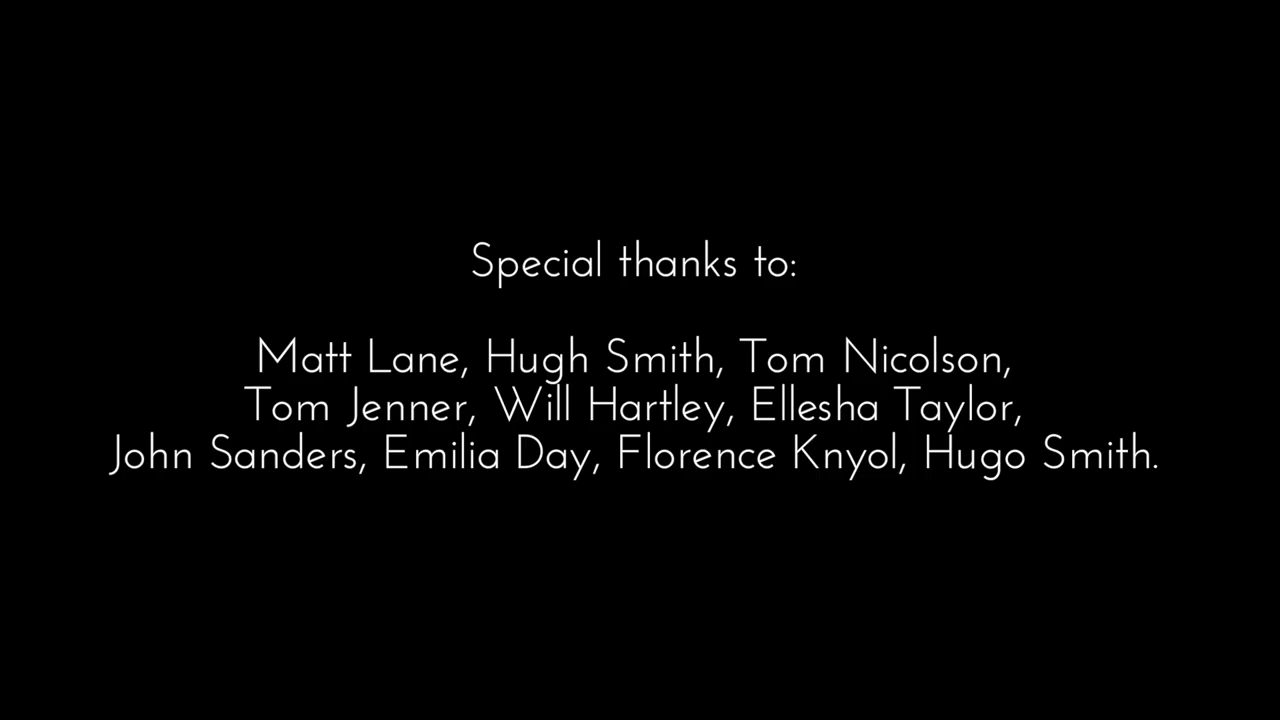 Special thanks to:
Matt Lane, Hugh Smith, Tom Nicolson,
Tom Jenner, Will Hartley, Ellesha Taylor,
John Sanders, Emilia Day, Florence Knyol, Hugo Smith.